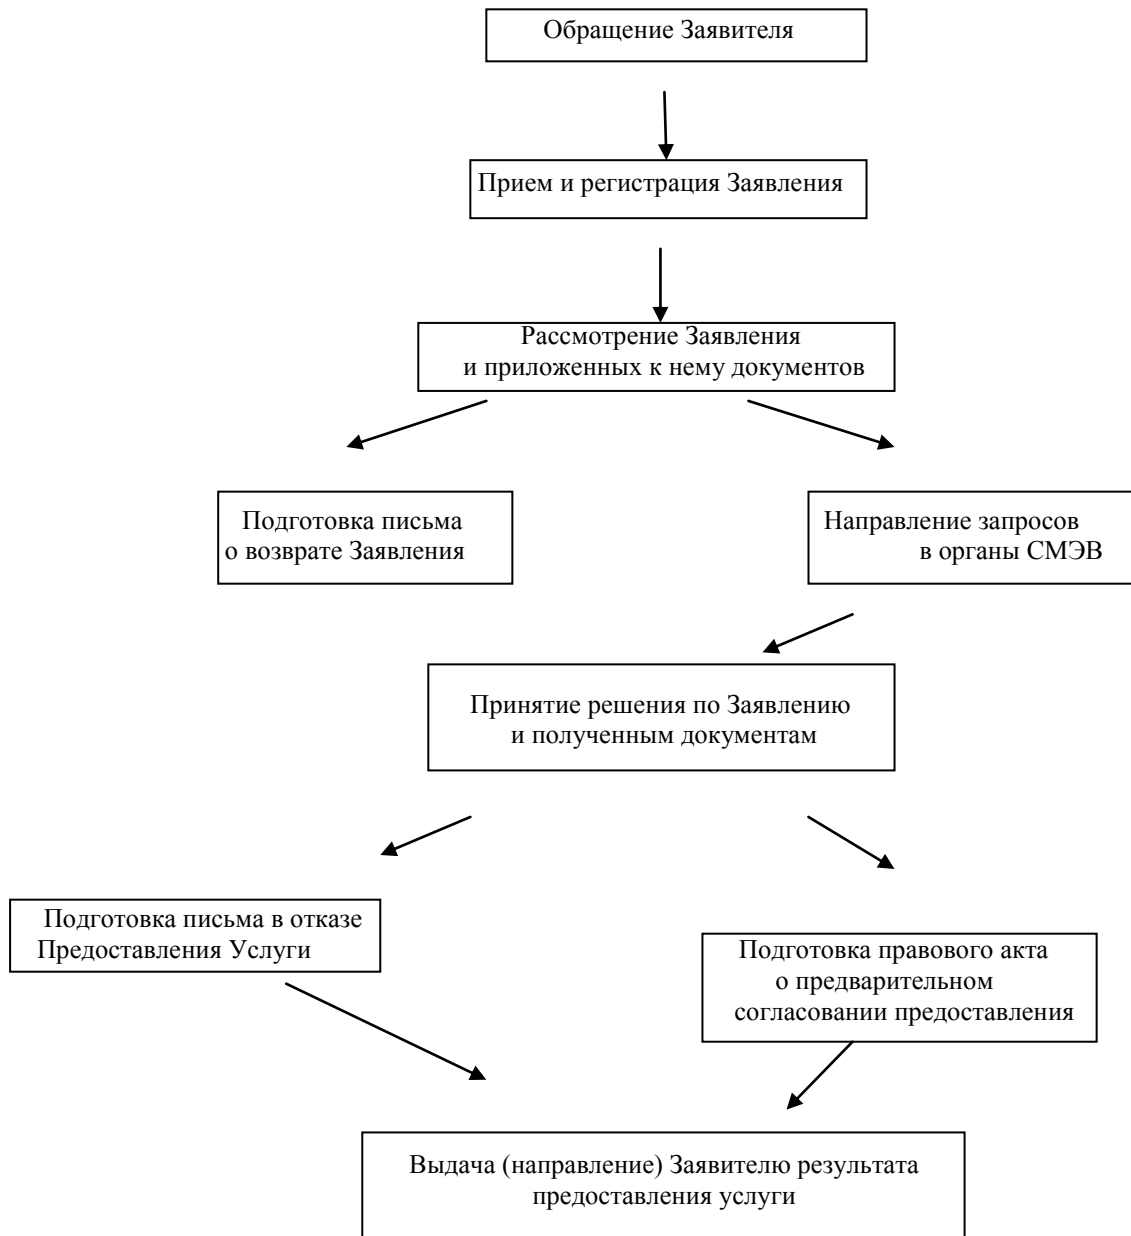 Обращение Заявителя
Прием и регистрация Заявления
Рассмотрение Заявления
и приложенных к нему документов
Подготовка письма
о возврате Заявления
Направление запросов
в органы СМЭВ
Принятие решения по Заявлению
и полученным документам
Подготовка письма в отказе
Предоставления Услуги
Подготовка правового акта
о предварительном
согласовании предоставления
Выдача (направление) Заявителю результата
предоставления услуги